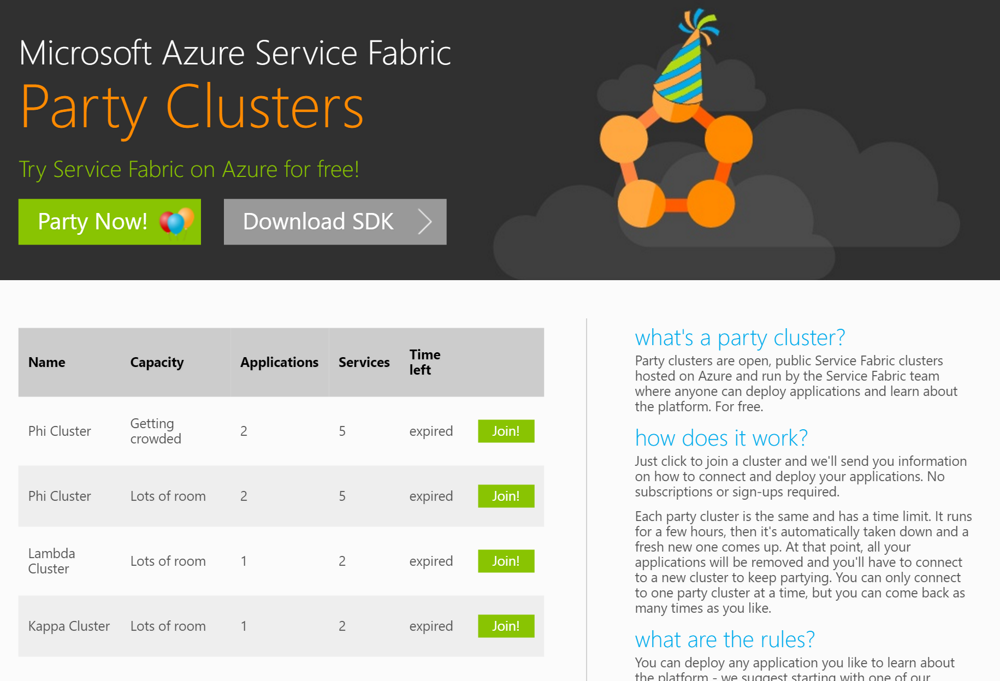 Microsoft Azure Service Fabric
Party Clusters
Try Service Fabric on Azure for free!
Party Now!
Download SDK
Name Capacity Applications Services Time left
Phi Cluster Getting crowded 2 5 expired Join!
Phi Cluster Lots of room 2 5 expired Join!
Lambda Cluster Lots of room 1 2 expired Join!
Kappa Cluster Lots of room 1 2 expired Join!
what's a party cluster?
Party clusters are open, public Service Fabric clusters
hosted on Azure and run by the Service Fabric team
where anyone can deploy applications and learn about
the platform. For free.
how does it work?
Just click to join a cluster and we'll send you information
on how to connect and deploy your applications. No
subscriptions or sign-ups required.
Each party cluster is the same and has a time limit. It runs
for a few hours, then it's automatically taken down and a
fresh new one comes up. At that point, all your
applications will be removed and you'll have to connect
to a new cluster to keep partying. You can only connect
to one party cluster at a time, but you can come back as
many times as you like.
what are the rules?
You can deploy any application you like to learn about
the platform - we suggest starting with one of our